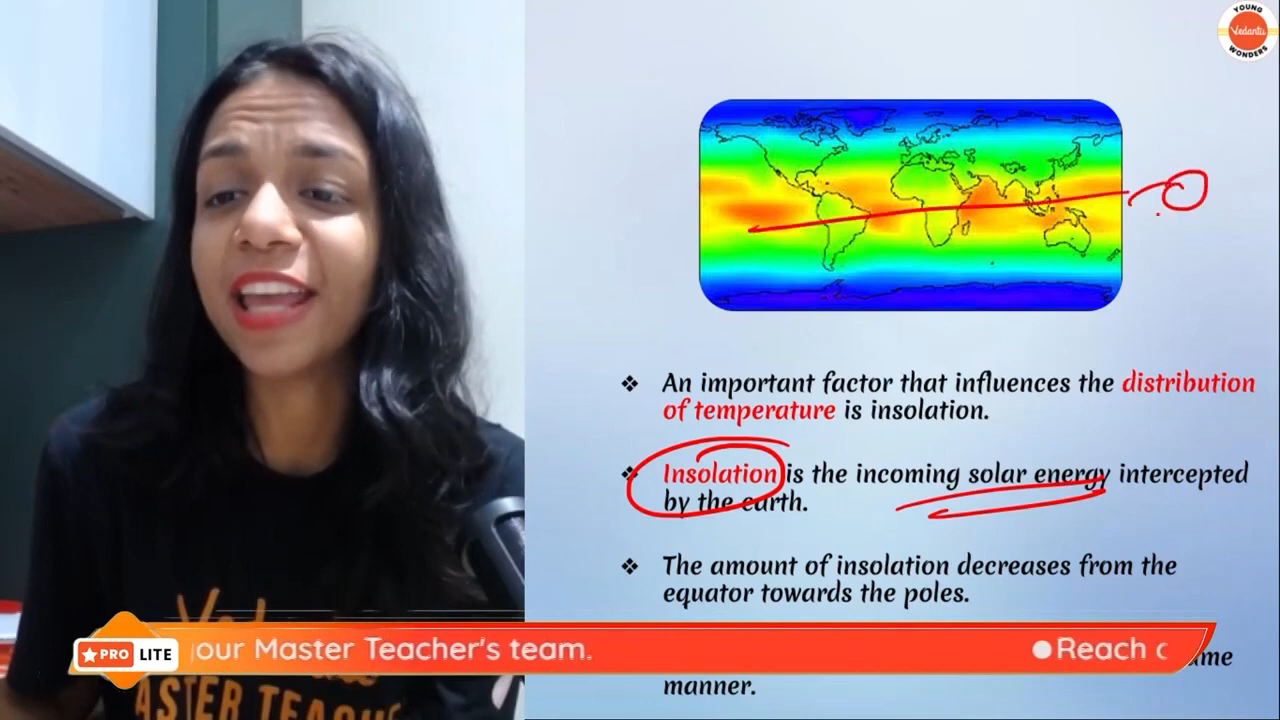 YOUNG
Vedantu
WONDERS
❖ An important factor that influences the distribution
of temperature is insolation.
❖ Insolation is the incoming solar energy intercepted
by the earth.
❖ The amount of insolation decreases from the
equator towards the poles.
PRO LITE
our Master Teacher's team.
Reach
manner.
ASTER TEACH